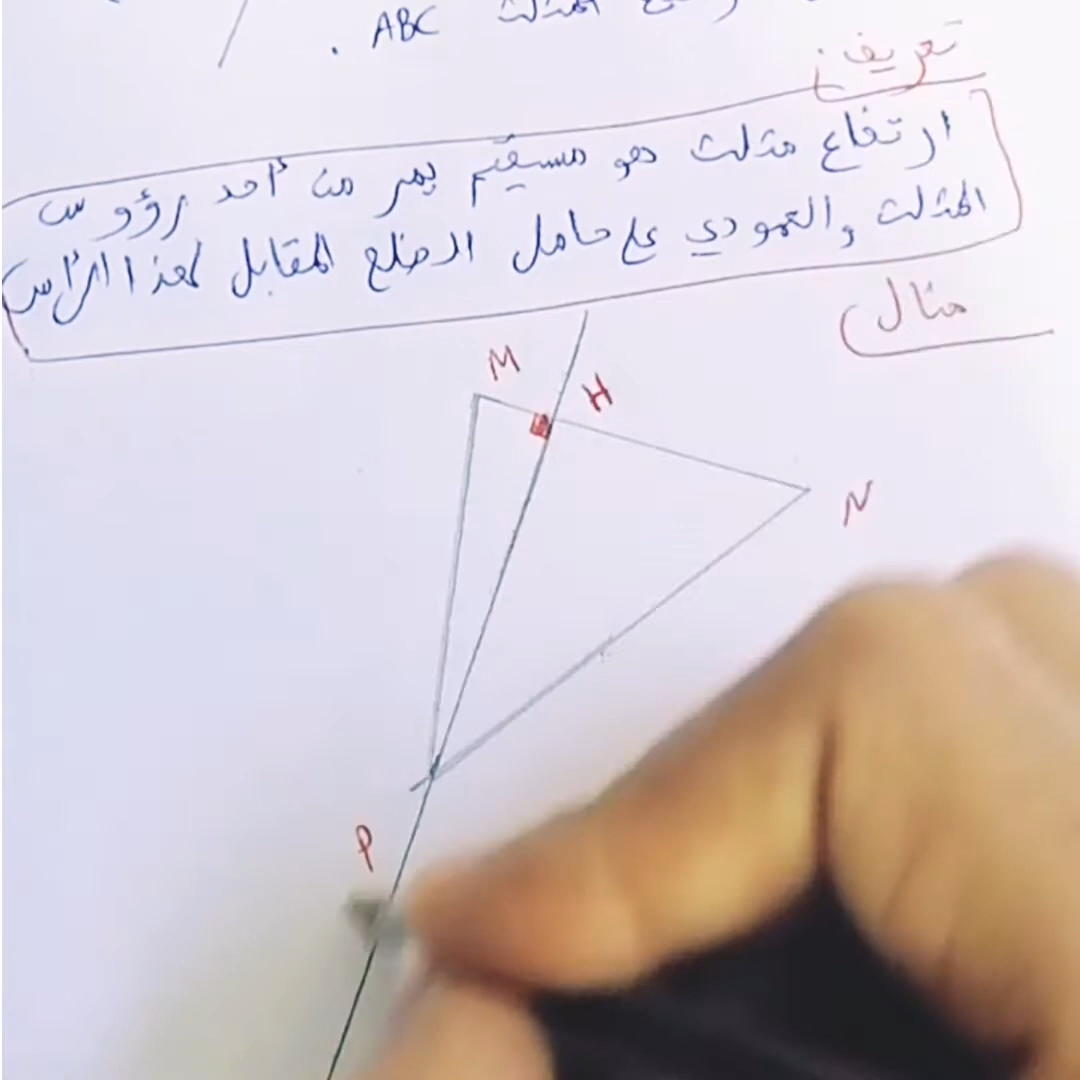 المثلث ABC .
تعريف:
ارتفاع مثلث هو مستقيم يمر من أحد رؤوس
المثلث والعمودي على حامل الضلع المقابل لهذا الرأس
مثال
M
H
N
P